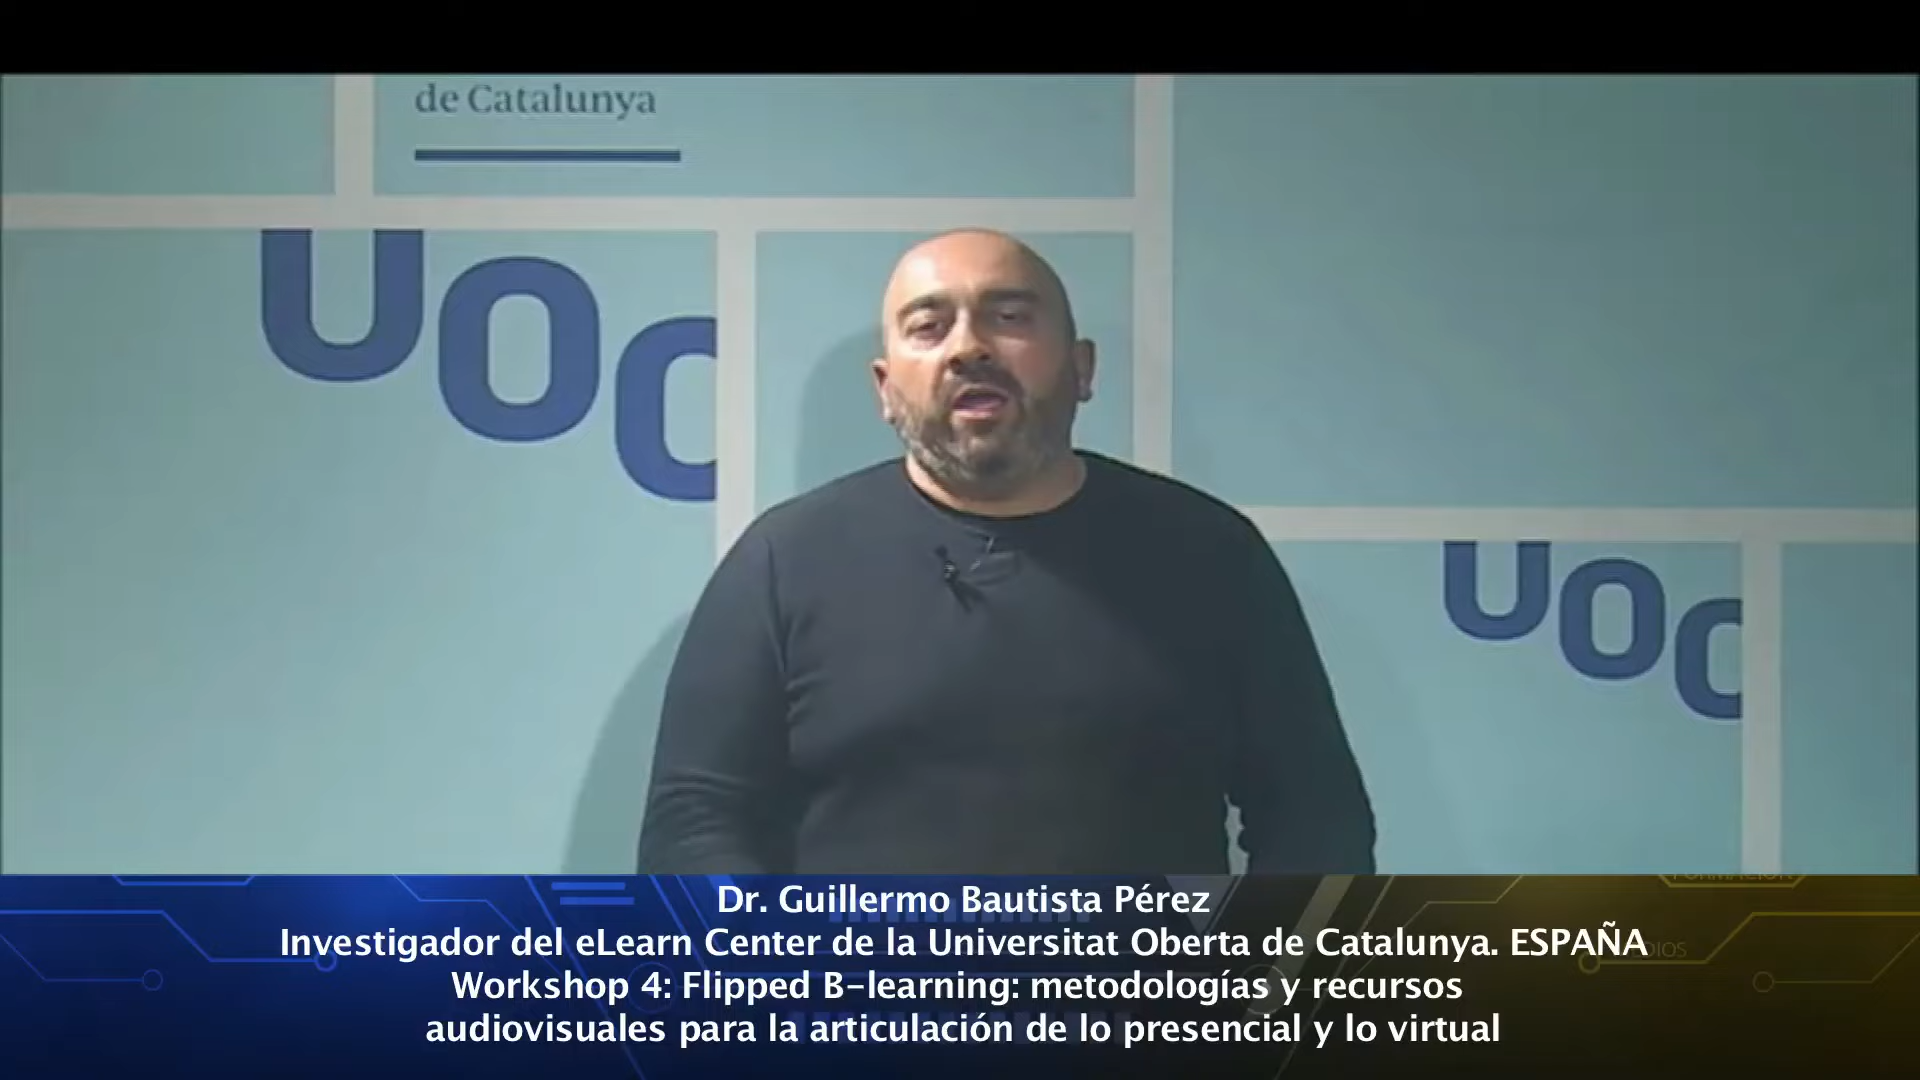 de Catalunya
UOC
UOC
Dr. Guillermo Bautista Pérez
Investigador del eLearn Center de la Universitat Oberta de Catalunya. ESPAÑA
Workshop 4: Flipped B-learning: metodologías y recursos
audiovisuales para la articulación de lo presencial y lo virtual